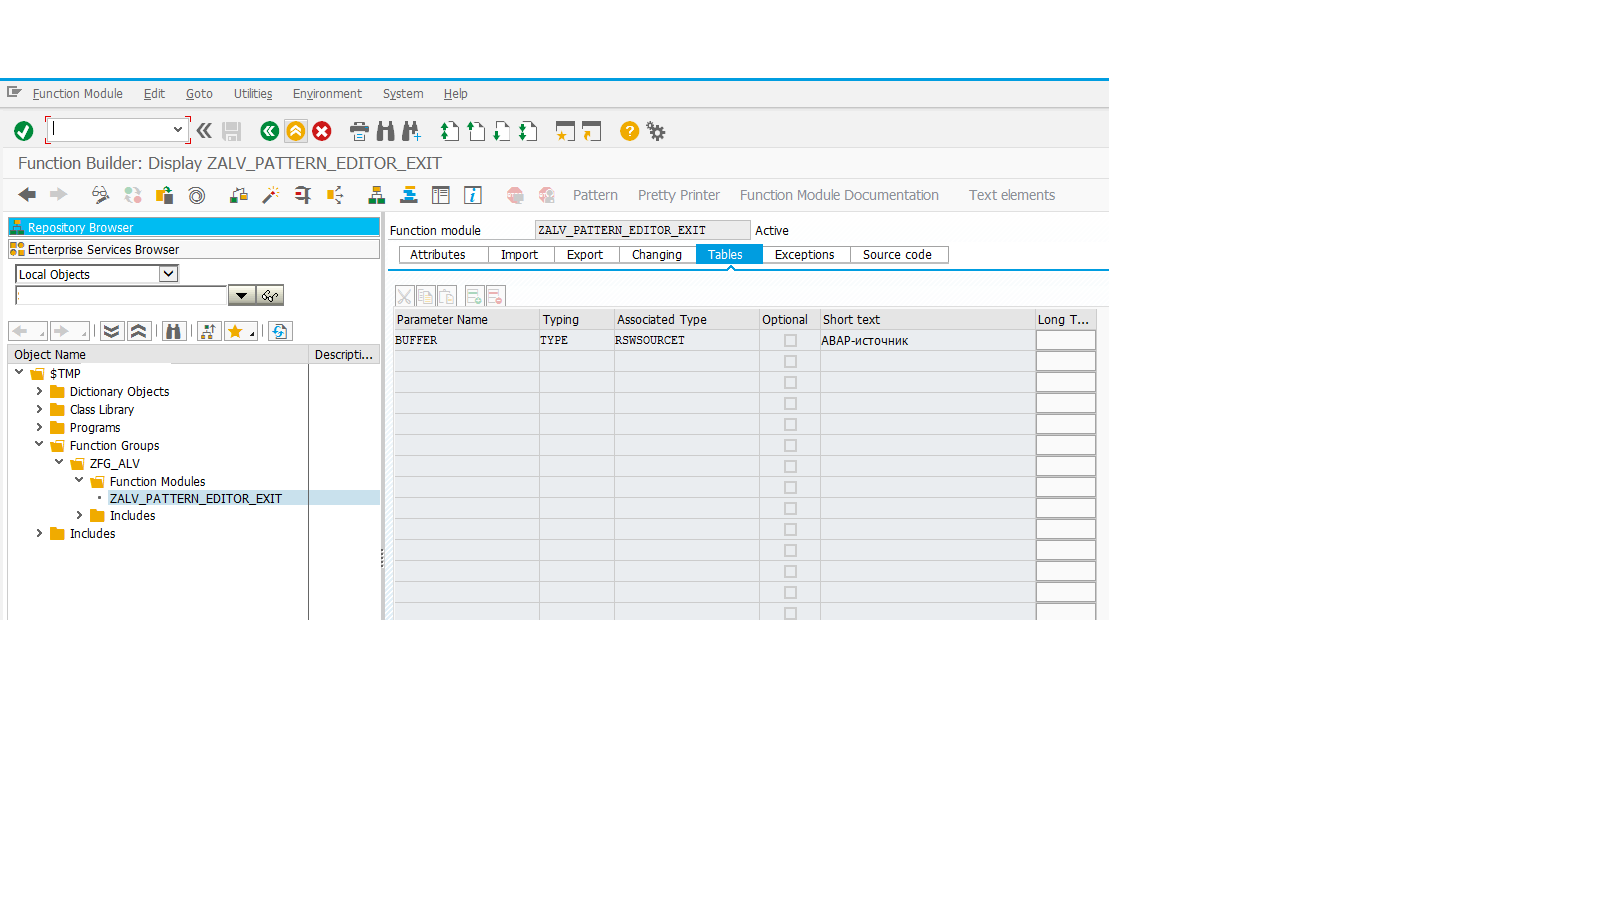 Function Module Edit Goto Utilities Environment System Help
Function Builder: Display ZALV_PATTERN_EDITOR_EXIT
Pattern Pretty Printer Function Module Documentation Text elements
Repository Browser
Enterprise Services Browser
Local Objects
Object Name Descripti...
$TMP
Dictionary Objects
Class Library
Programs
Function Groups
ZFG_ALV
Function Modules
ZALV_PATTERN_EDITOR_EXIT
Includes
Includes
Function module ZALV_PATTERN_EDITOR_EXIT Active
Attributes Import Export Changing Tables Exceptions Source code
Parameter Name Typing Associated Type Optional Short text Long T...
BUFFER TYPE RSWSOURCET ABAP-источник